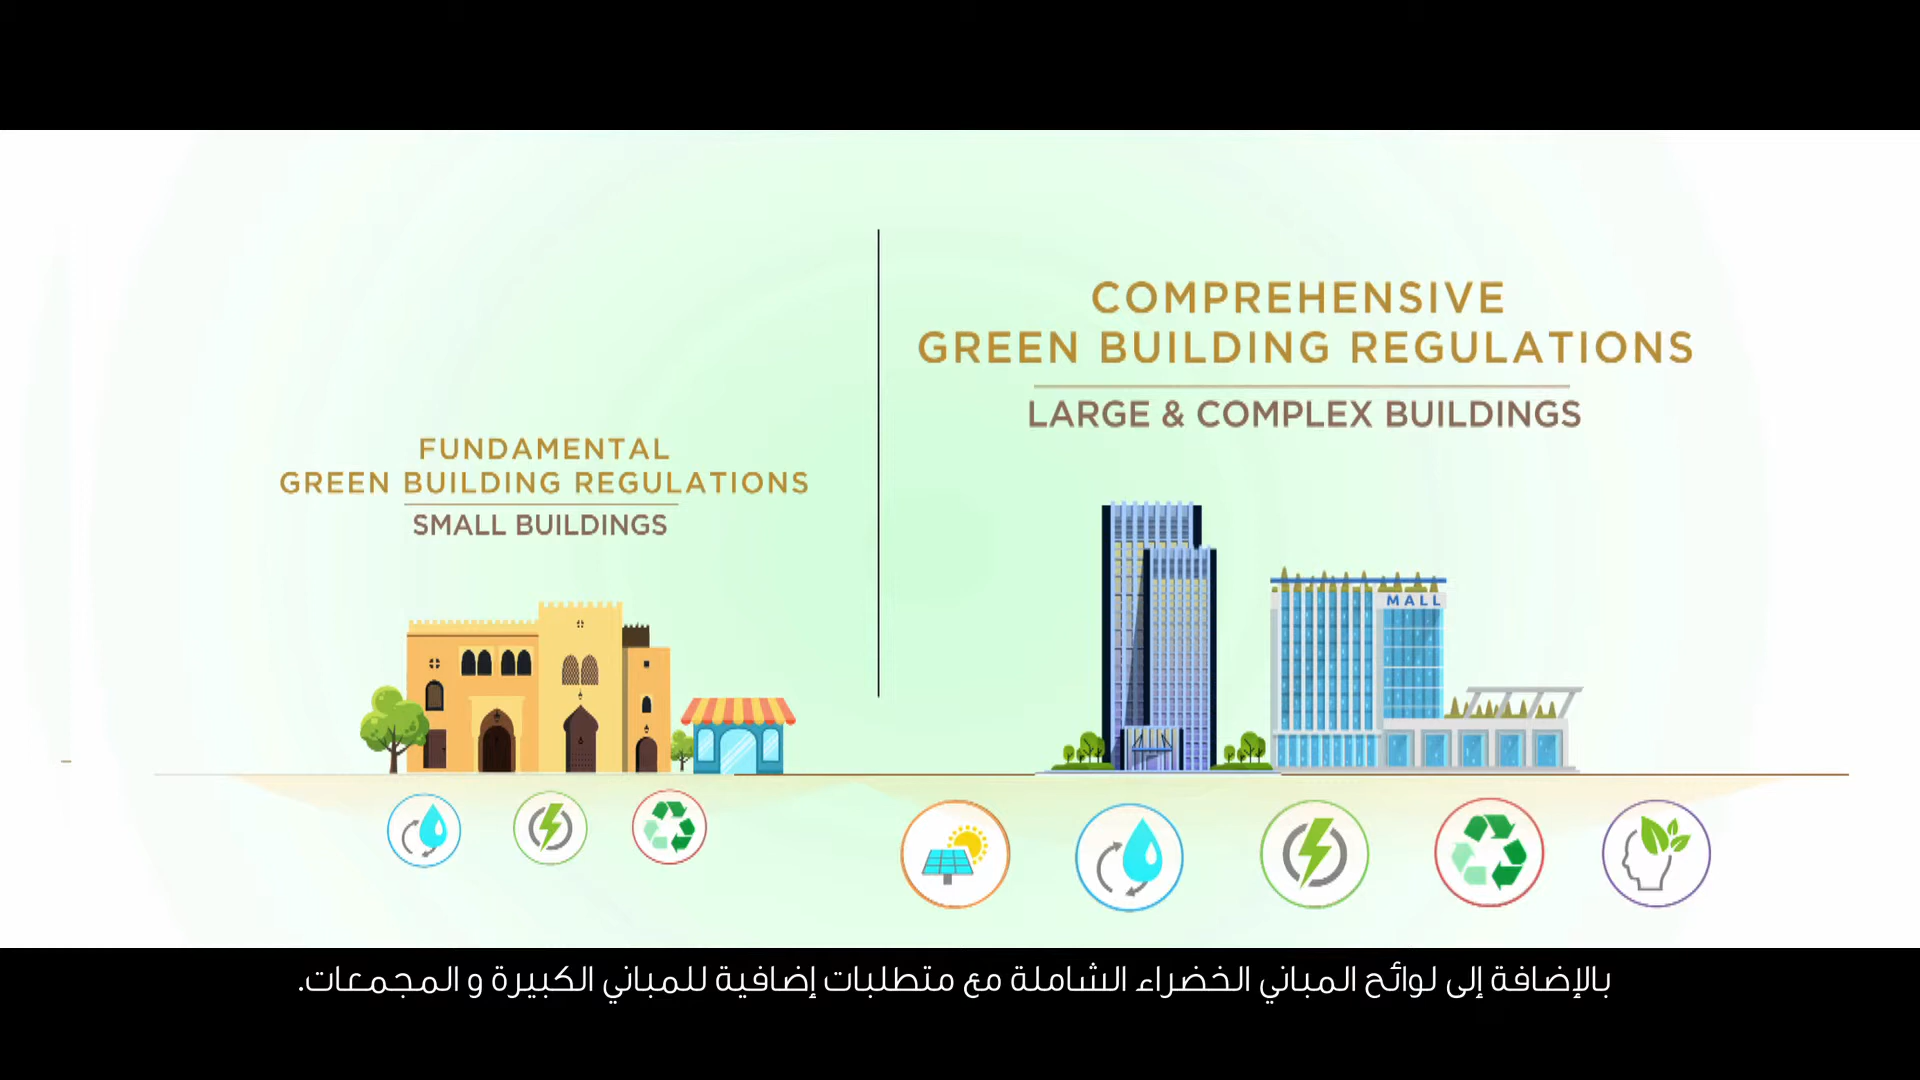 FUNDAMENTAL
GREEN BUILDING REGULATIONS
SMALL BUILDINGS
COMPREHENSIVE
GREEN BUILDING REGULATIONS
LARGE & COMPLEX BUILDINGS
MALL
بالإضافة إلى لوائح المباني الخضراء الشاملة مع متطلبات إضافية للمباني الكبيرة و المجمعات.